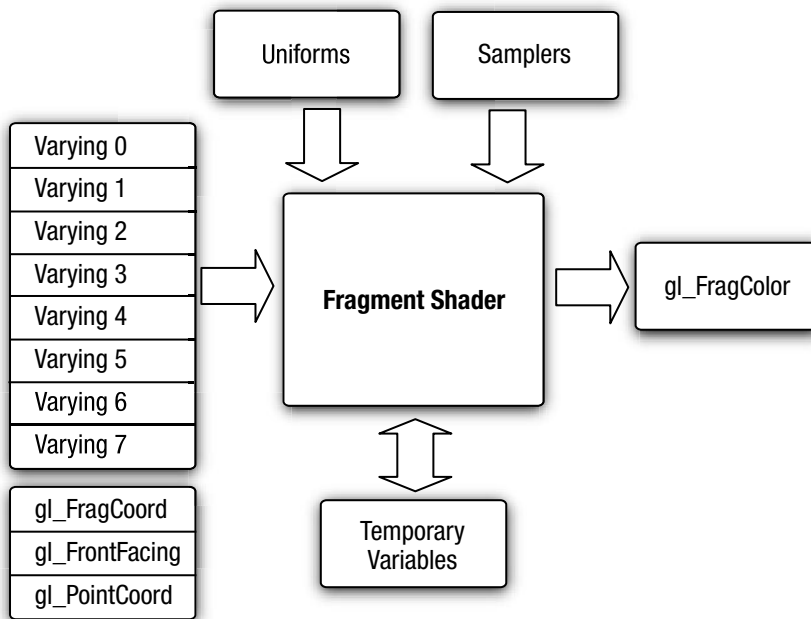 Uniforms
Samplers
Varying 0
Varying 1
Varying 2
Varying 3
Varying 4
Varying 5
Varying 6
Varying 7
Fragment Shader
gl_FragColor
gl_FragCoord
gl_FrontFacing
gl_PointCoord
Temporary
Variables